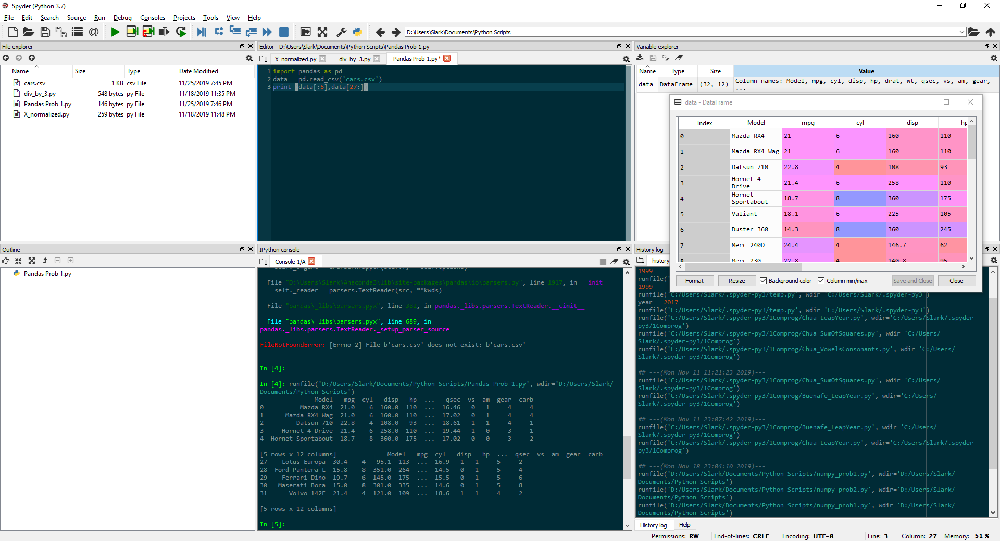 Spyder (Python 3.7)
File Edit Search Source Run Debug Consoles Projects Tools View Help
D:\Users\Slark\Documents\Python Scripts
File explorer
Name Size Type Date Modified
cars.csv 1 KB csv File 11/25/2019 7:45 PM
div_by_3.py 548 bytes py File 11/18/2019 11:35 PM
Pandas Prob 1.py 146 bytes py File 11/25/2019 7:46 PM
X_normalized.py 259 bytes py File 11/18/2019 11:48 PM
Editor - D:\Users\Slark\Documents\Python Scripts\Pandas Prob 1.py
X_normalized.py div_by_3.py Pandas Prob 1.py*
1 import pandas as pd
2 data = pd.read_csv('cars.csv')
3 print (data[:5],data[27:])
Variable explorer
Name Type Size Value
data DataFrame (32, 12) Column names: Model, mpg, cyl, disp, hp, drat, wt, qsec, vs, am, gear,
...
data - DataFrame
Index Model mpg cyl disp hp
0 Mazda RX4 21 6 160 110
1 Mazda RX4 Wag 21 6 160 110
2 Datsun 710 22.8 4 108 93
3 Hornet 4 Drive 21.4 6 258 110
4 Hornet Sportabout 18.7 8 360 175
5 Valiant 18.1 6 225 105
6 Duster 360 14.3 8 360 245
7 Merc 240D 24.4 4 146.7 62
8 Merc 230 22.8 4 140.8 95
Format Resize Background color Column min/max Save and Close Close
Outline
Pandas Prob 1.py
IPython console
Console 1/A
File "D:\Users\Slark\Anaconda3\lib\site-packages\pandas\io\parsers.py", line 1917, in __init__
self._reader = parsers.TextReader(src, **kwds)
File "pandas\_libs\parsers.pyx", line 382, in pandas._libs.parsers.TextReader.__cinit__
File "pandas\_libs\parsers.pyx", line 689, in
pandas._libs.parsers.TextReader._setup_parser_source
FileNotFoundError: [Errno 2] File b'cars.csv' does not exist: b'cars.csv'
In [4]:
In [4]: runfile('D:/Users/Slark/Documents/Python Scripts/Pandas Prob 1.py', wdir='D:/Users/Slark/
Documents/Python Scripts')
Model mpg cyl disp hp ... qsec vs am gear carb
0 Mazda RX4 21.0 6 160.0 110 ... 16.46 0 1 4 4
1 Mazda RX4 Wag 21.0 6 160.0 110 ... 17.02 0 1 4 4
2 Datsun 710 22.8 4 108.0 93 ... 18.61 1 1 4 1
3 Hornet 4 Drive 21.4 6 258.0 110 ... 19.44 1 0 3 1
4 Hornet Sportabout 18.7 8 360.0 175 ... 17.02 0 0 3 2
[5 rows x 12 columns] Model mpg cyl disp hp ... qsec vs am gear carb
27 Lotus Europa 30.4 4 95.1 113 ... 16.9 1 1 5 2
28 Ford Pantera L 15.8 8 351.0 264 ... 14.5 0 1 5 4
29 Ferrari Dino 19.7 6 145.0 175 ... 15.5 0 1 5 6
30 Maserati Bora 15.0 8 301.0 335 ... 14.6 0 1 5 8
31 Volvo 142E 21.4 4 121.0 109 ... 18.6 1 1 4 2
[5 rows x 12 columns]
In [5]:
History log
history
1999
runfile('
1999
runfile('C:/Users/Slark/.spyder-py3/temp.py', wdir='C:/Users/Slark/.spyder-py3')
year = 2017
runfile('C:/Users/Slark/.spyder-py3/temp.py', wdir='C:/Users/Slark/.spyder-py3')
runfile('C:/Users/Slark/.spyder-py3/1Comprog/Chua_LeapYear.py', wdir='C:/Users/Slark/.spyder-
py3/1Comprog')
runfile('C:/Users/Slark/.spyder-py3/1Comprog/Chua_SumOfSquares.py', wdir='C:/Users/
Slark/.spyder-py3/1Comprog')
runfile('C:/Users/Slark/.spyder-py3/1Comprog/Chua_VowelsConsonants.py', wdir='C:/Users/
Slark/.spyder-py3/1Comprog')
## ---(Mon Nov 11 11:21:23 2019)---
runfile('C:/Users/Slark/.spyder-py3/1Comprog/Chua_SumOfSquares.py', wdir='C:/Users/
Slark/.spyder-py3/1Comprog')
runfile('C:/Users/Slark/.spyder-py3/1Comprog/Buenafe_LeapYear.py', wdir='C:/Users/
Slark/.spyder-py3/1Comprog')
## ---(Mon Nov 11 23:07:42 2019)---
runfile('C:/Users/Slark/.spyder-py3/1Comprog/Buenafe_LeapYear.py', wdir='C:/Users/
Slark/.spyder-py3/1Comprog')
runfile('C:/Users/Slark/.spyder-py3/1Comprog/Chua_LeapYear.py', wdir='C:/Users/Slark/.spyder-
py3/1Comprog')
## ---(Mon Nov 18 23:04:10 2019)---
runfile('D:/Users/Slark/Documents/Python Scripts/numpy_prob1.py', wdir='D:/Users/Slark/
Documents/Python Scripts')
runfile('D:/Users/Slark/Documents/Python Scripts/numpy_prob2.py', wdir='D:/Users/Slark/
Documents/Python Scripts')
runfile('D:/Users/Slark/Documents/Python Scripts/numpy_prob1.py', wdir='D:/Users/Slark/
Documents/Python Scripts')
History log Help
Permissions: RW End-of-lines: CRLF Encoding: UTF-8 Line: 3 Column: 27 Memory: 51 %